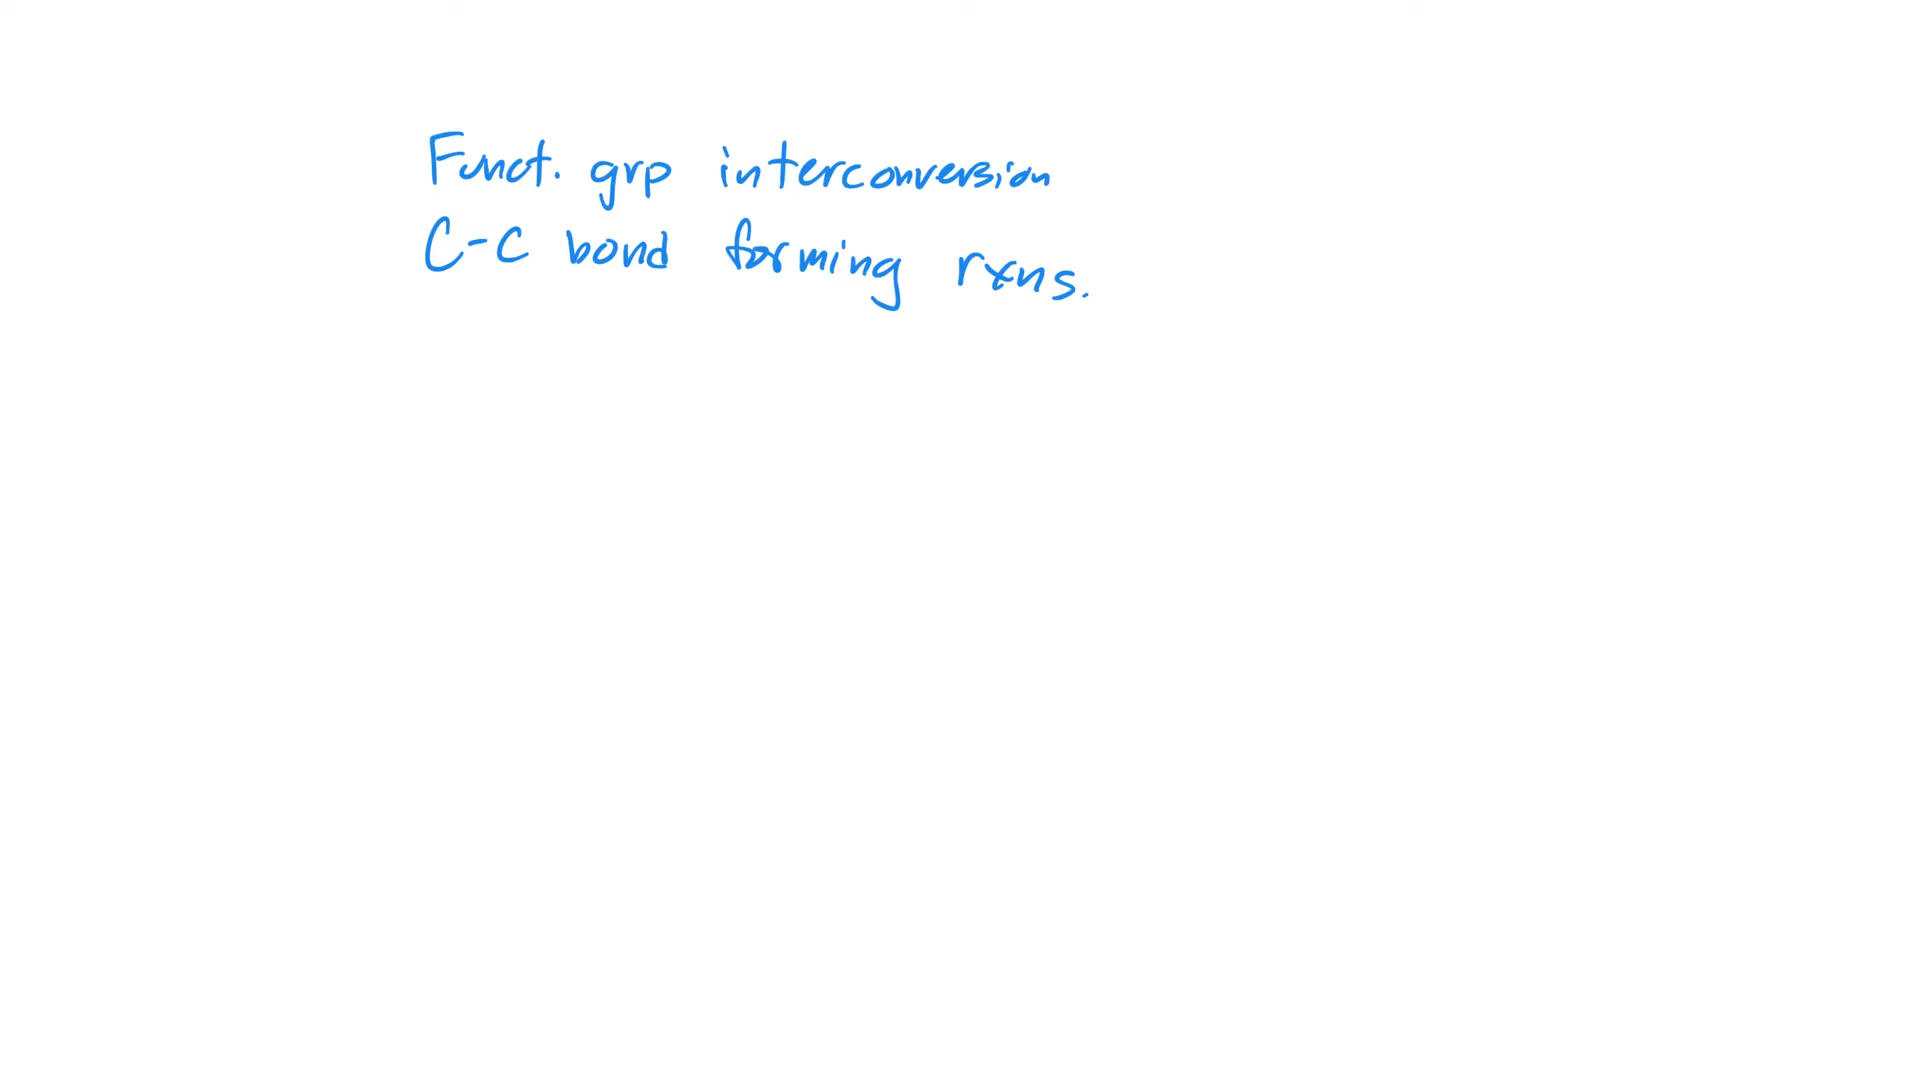 Funct. grp interconversion
C-C bond forming rxns.